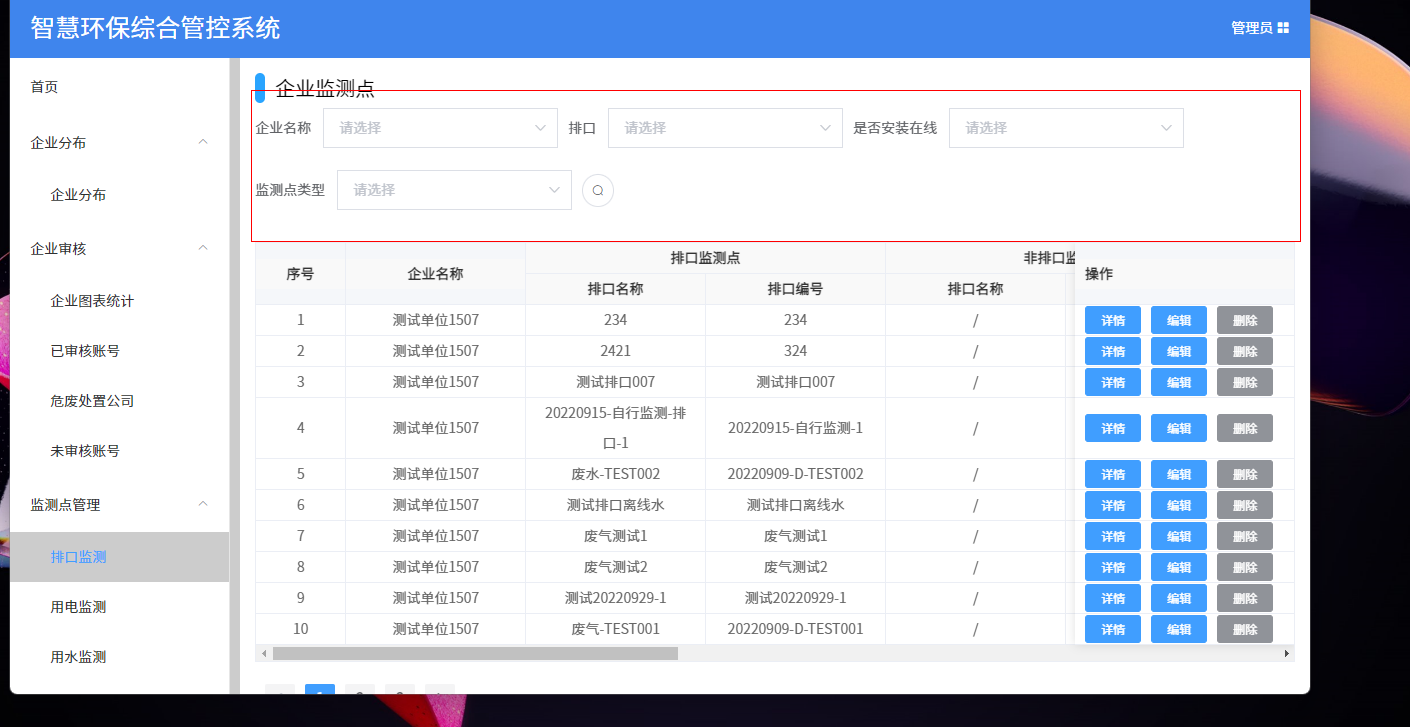 智慧环保综合管控系统
管理员
首页
企业分布
企业分布
企业审核
企业图表统计
已审核账号
危废处置公司
未审核账号
监测点管理
排口监测
用电监测
用水监测
企业监测点
企业名称 请选择 排口 请选择 是否安装在线 请选择
监测点类型 请选择
排口监测点 非排口监
序号 企业名称 操作
排口名称 排口编号 排口名称
1 测试单位1507 234 234 / 详情 编辑 删除
2 测试单位1507 2421 324 / 详情 编辑 删除
3 测试单位1507 测试排口007 测试排口007 / 详情 编辑 删除
20220915-自行监测-排
4 测试单位1507 20220915-自行监测-1 / 详情 编辑 删除
口-1
5 测试单位1507 废水-TEST002 20220909-D-TEST002 / 详情 编辑 删除
6 测试单位1507 测试排口离线水 测试排口离线水 / 详情 编辑 删除
7 测试单位1507 废气测试1 废气测试1 / 详情 编辑 删除
8 测试单位1507 废气测试2 废气测试2 / 详情 编辑 删除
9 测试单位1507 测试20220929-1 测试20220929-1 / 详情 编辑 删除
10 测试单位1507 废气-TEST001 20220909-D-TEST001 / 详情 编辑 删除